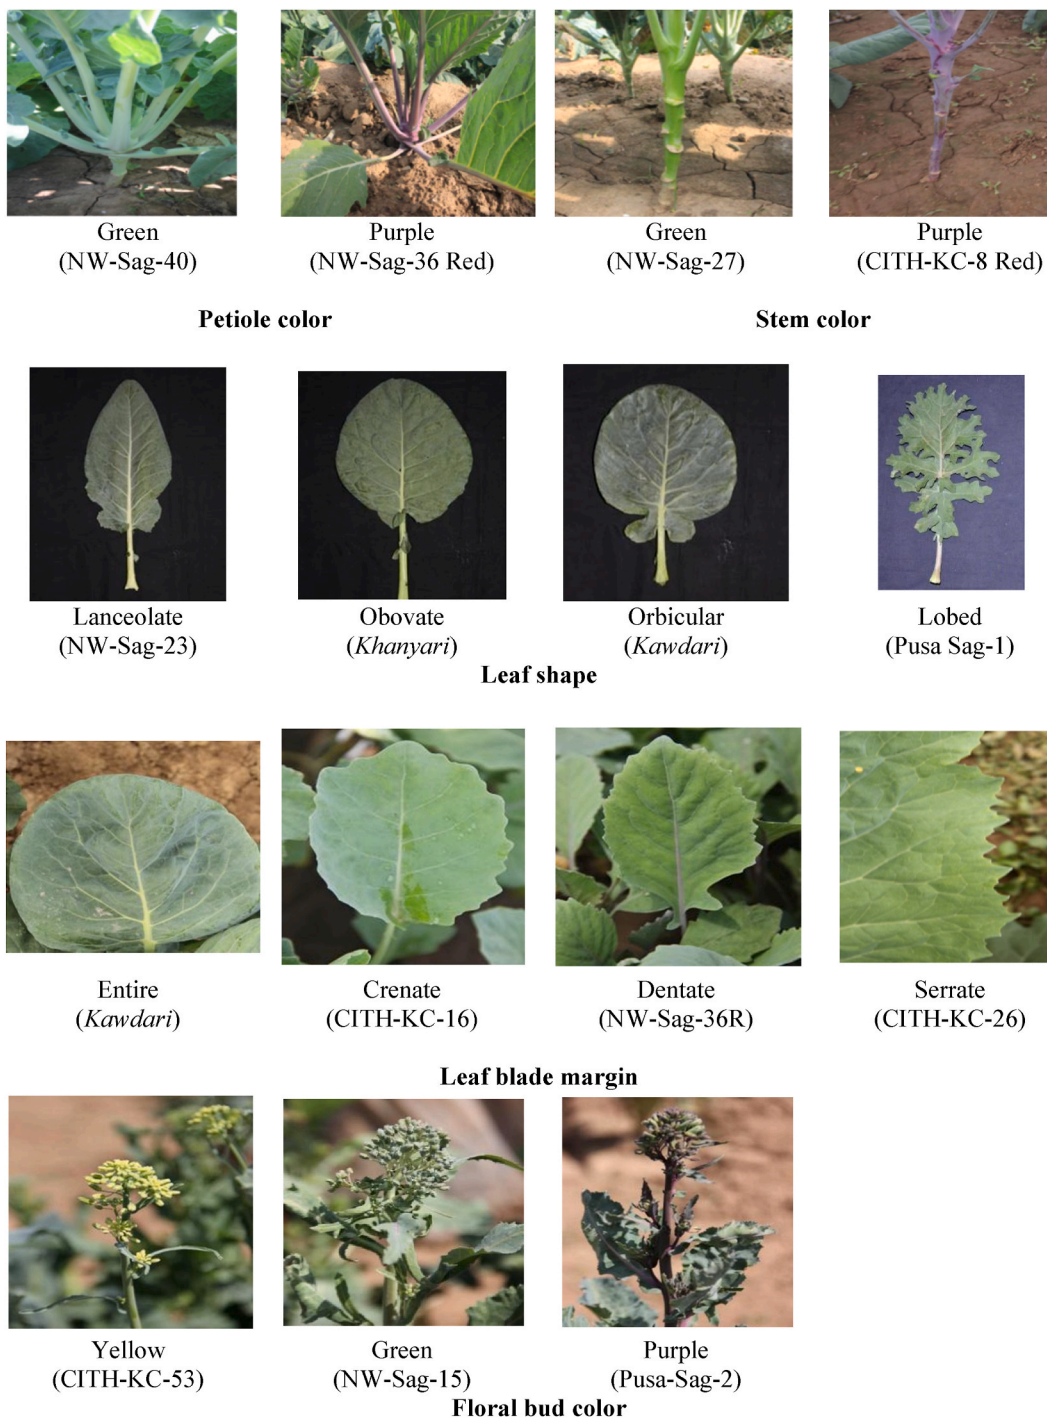 Green
(NW-Sag-40)
Purple
(NW-Sag-36 Red)
Green
(NW-Sag-27)
Purple
(CITH-KC-8 Red)
Petiole color
Stem color
Lanceolate
(NW-Sag-23)
Obovate
(Khanyari)
Orbicular
(Kawdari)
Lobed
(Pusa Sag-1)
Leaf shape
Entire
(Kawdari)
Crenate
(CITH-KC-16)
Dentate
(NW-Sag-36R)
Serrate
(CITH-KC-26)
Leaf blade margin
Yellow
(CITH-KC-53)
Green
(NW-Sag-15)
Purple
(Pusa-Sag-2)
Floral bud color